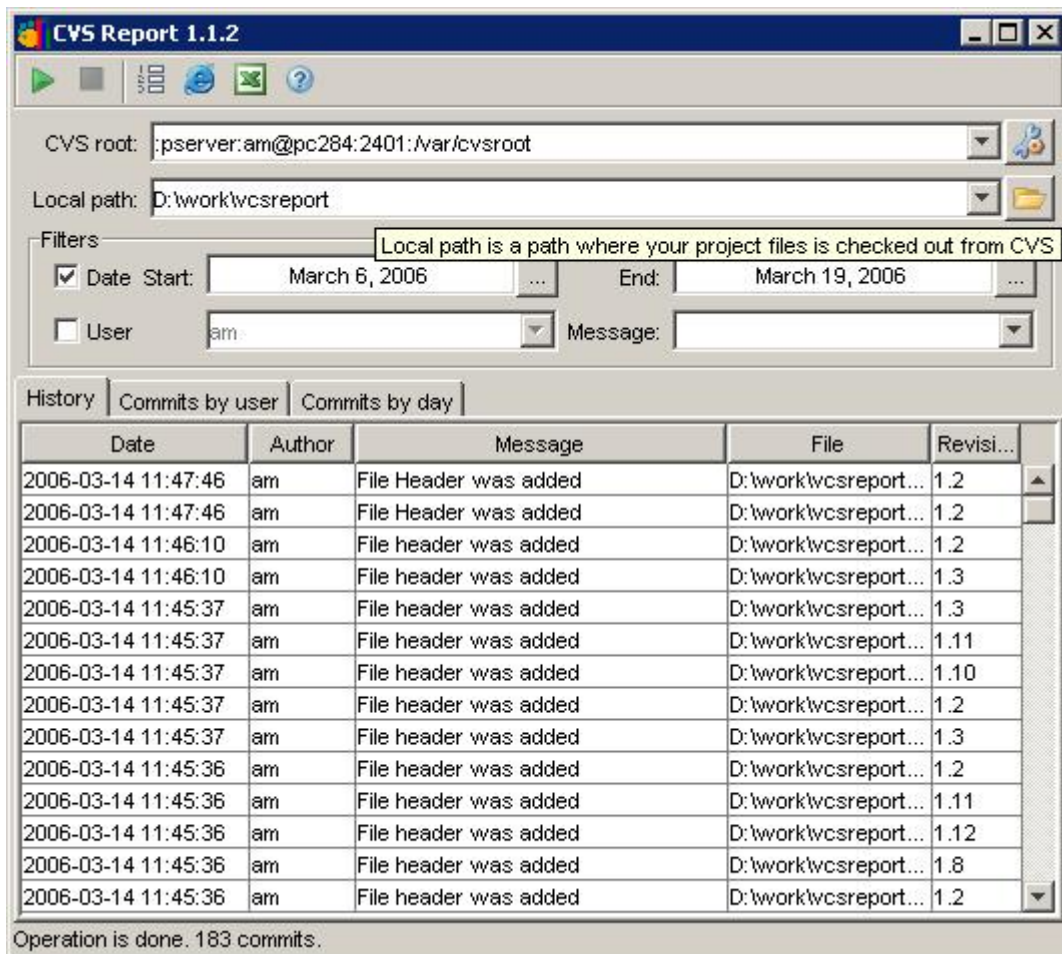 CVS Report 1.1.2
CVS root: :pserver:am@pc284:2401:/var/cvsroot
Local path: D:\work\vcsreport
Filters
Local path is a path where your project files is checked out from CVS
Date Start: March 6, 2006 ... End: March 19, 2006 ...
User am Message:
History Commits by user Commits by day
Date Author Message File Revisi...
2006-03-14 11:47:46 am File Header was added D:\work\vcsreport... 1.2
2006-03-14 11:47:46 am File Header was added D:\work\vcsreport... 1.2
2006-03-14 11:46:10 am File header was added D:\work\vcsreport... 1.2
2006-03-14 11:46:10 am File header was added D:\work\vcsreport... 1.3
2006-03-14 11:45:37 am File header was added D:\work\vcsreport... 1.3
2006-03-14 11:45:37 am File header was added D:\work\vcsreport... 1.11
2006-03-14 11:45:37 am File header was added D:\work\vcsreport... 1.10
2006-03-14 11:45:37 am File header was added D:\work\vcsreport... 1.2
2006-03-14 11:45:37 am File header was added D:\work\vcsreport... 1.3
2006-03-14 11:45:36 am File header was added D:\work\vcsreport... 1.2
2006-03-14 11:45:36 am File header was added D:\work\vcsreport... 1.11
2006-03-14 11:45:36 am File header was added D:\work\vcsreport... 1.12
2006-03-14 11:45:36 am File header was added D:\work\vcsreport... 1.8
2006-03-14 11:45:36 am File header was added D:\work\vcsreport... 1.2
Operation is done. 183 commits.